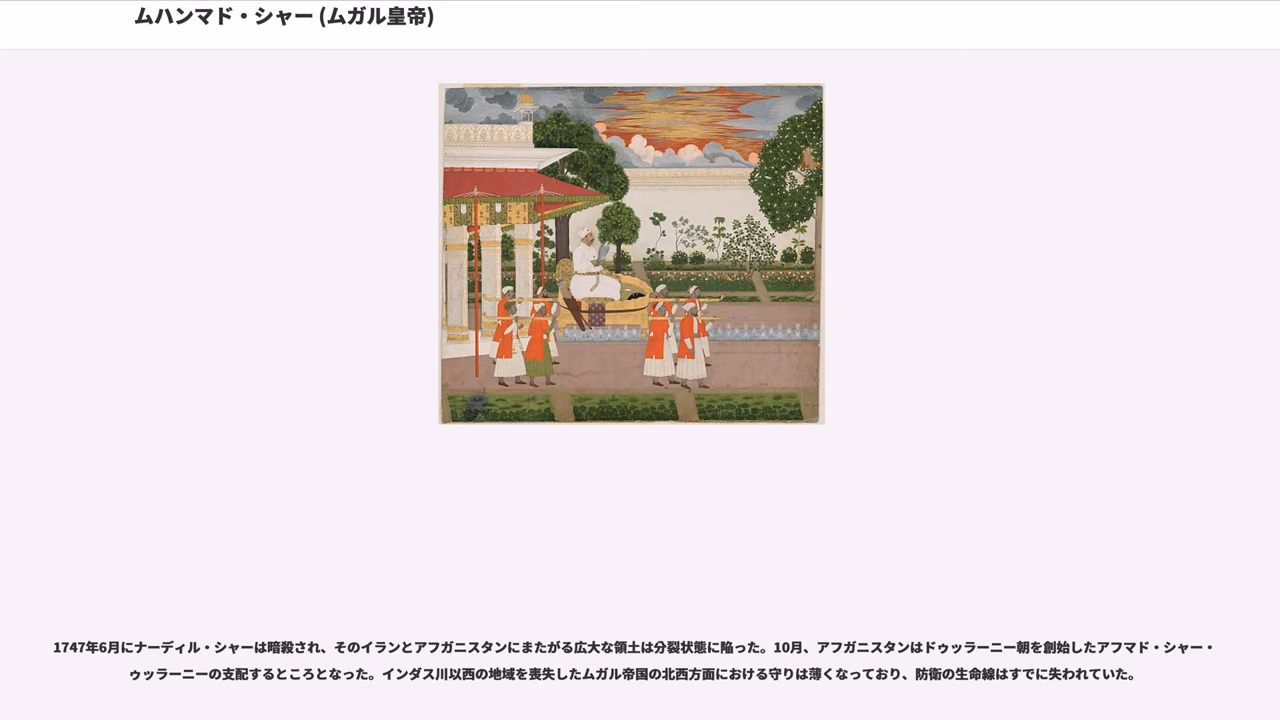 ムハンマド・シャー (ムガル皇帝)
1747年6月にナーディル・シャーは暗殺され、そのイランとアフガニスタンにまたがる広大な領土は分裂状態に陥った。10月、アフガニスタンはドゥッラーニー朝を創始したアフマド・シャー・
ゥッラーニーの支配するところとなった。インダス川以西の地域を喪失したムガル帝国の北西方面における守りは薄くなっており、防衛の生命線はすでに失われていた。